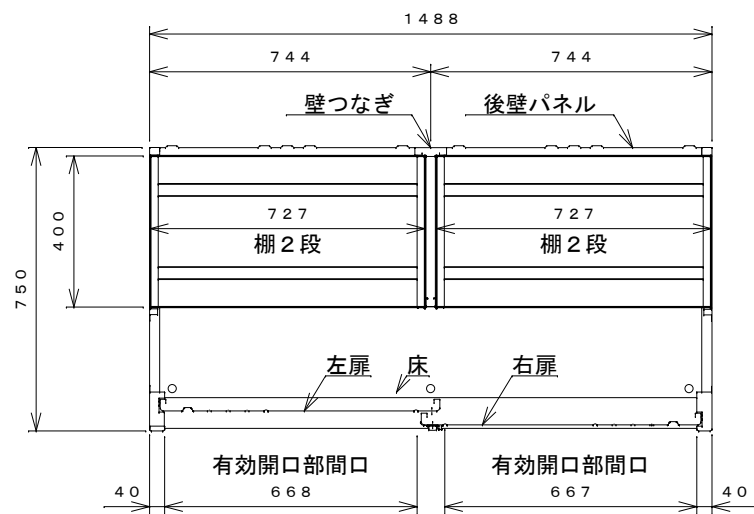 1488
744 744
壁つなぎ 後壁パネル
727 727
棚2段 棚2段
400
750
左扉 床 右扉
有効開口部間口 有効開口部間口
40 668 667 40